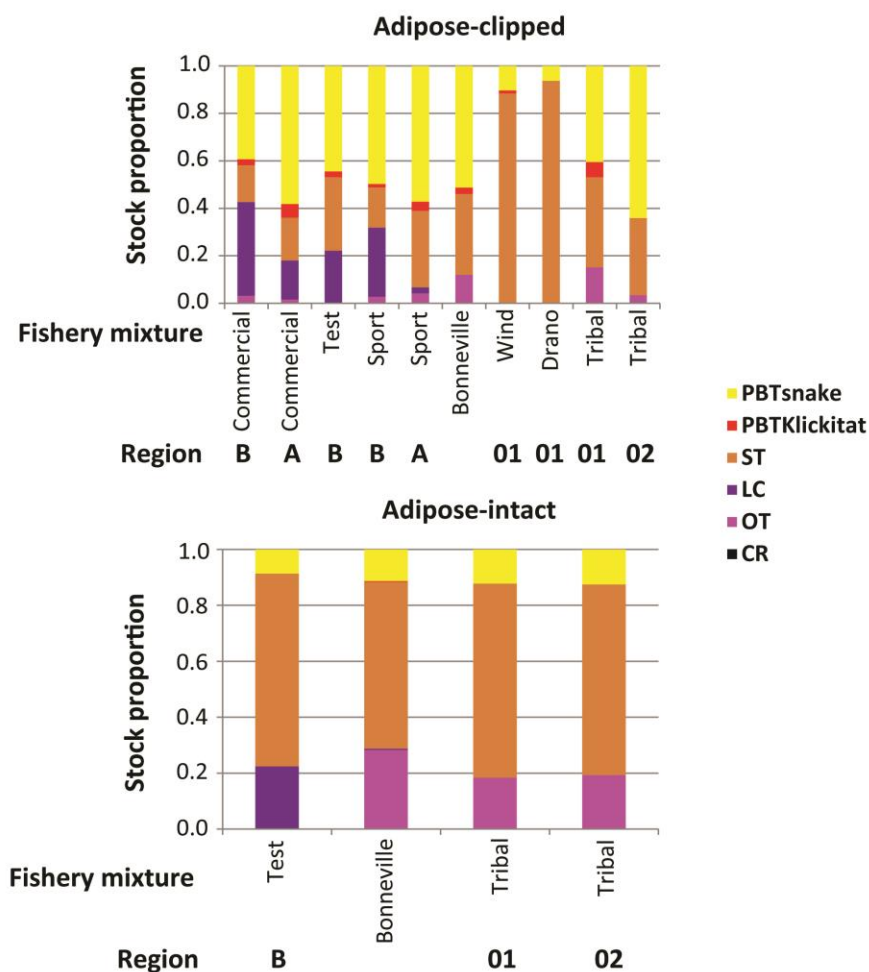 Adipose-clipped
Stock proportion
1.0
0.8
0.6
0.4
0.2
0.0
Fishery mixture
Commercial
Commercial
Test
Sport
Sport
Bonneville
Wind
Drano
Tribal
Tribal
Region B A B B A 01 01 01 02
PBTsnake
PBTKlickitat
ST
LC
OT
CR
Adipose-intact
Stock proportion
1.0
0.8
0.6
0.4
0.2
0.0
Fishery mixture
Test
Bonneville
Tribal
Tribal
Region B 01 02